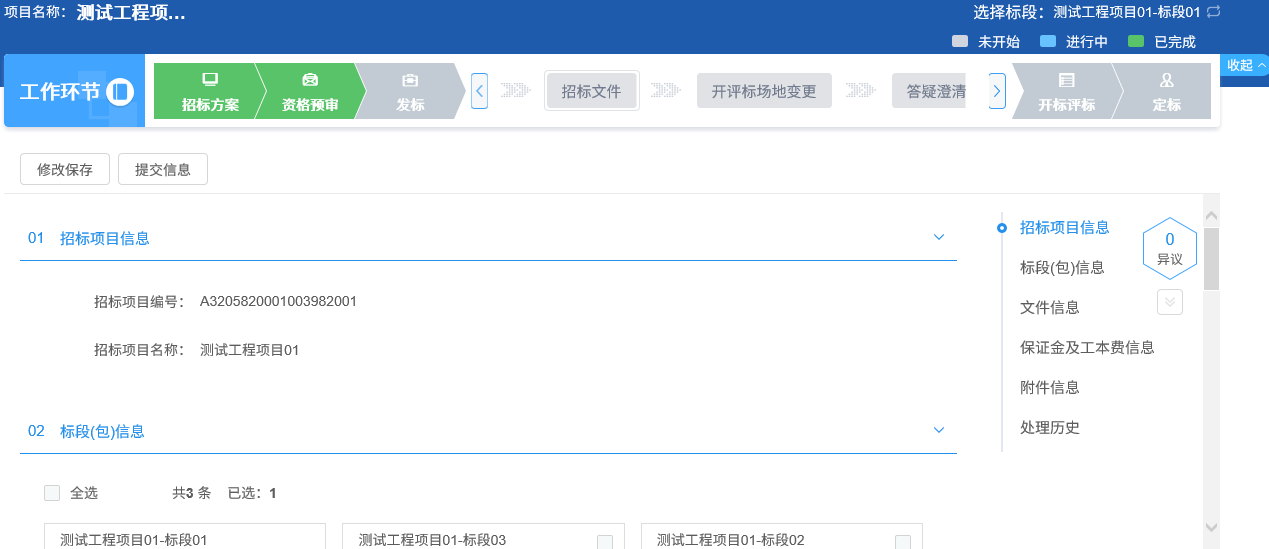 项目名称： 测试工程项...
选择标段：测试工程项目01-标段01
未开始 进行中 已完成
收起
工作环节
招标方案 资格预审 发标 招标文件 开评标场地变更 答疑澄清 开标评标 定标
修改保存 提交信息
01 招标项目信息
招标项目编号： A3205820001003982001
招标项目名称： 测试工程项目01
02 标段(包)信息
全选 共3 条 已选：1
测试工程项目01-标段01 测试工程项目01-标段03 测试工程项目01-标段02
招标项目信息
标段(包)信息
文件信息
保证金及工本费信息
附件信息
处理历史
0
异议